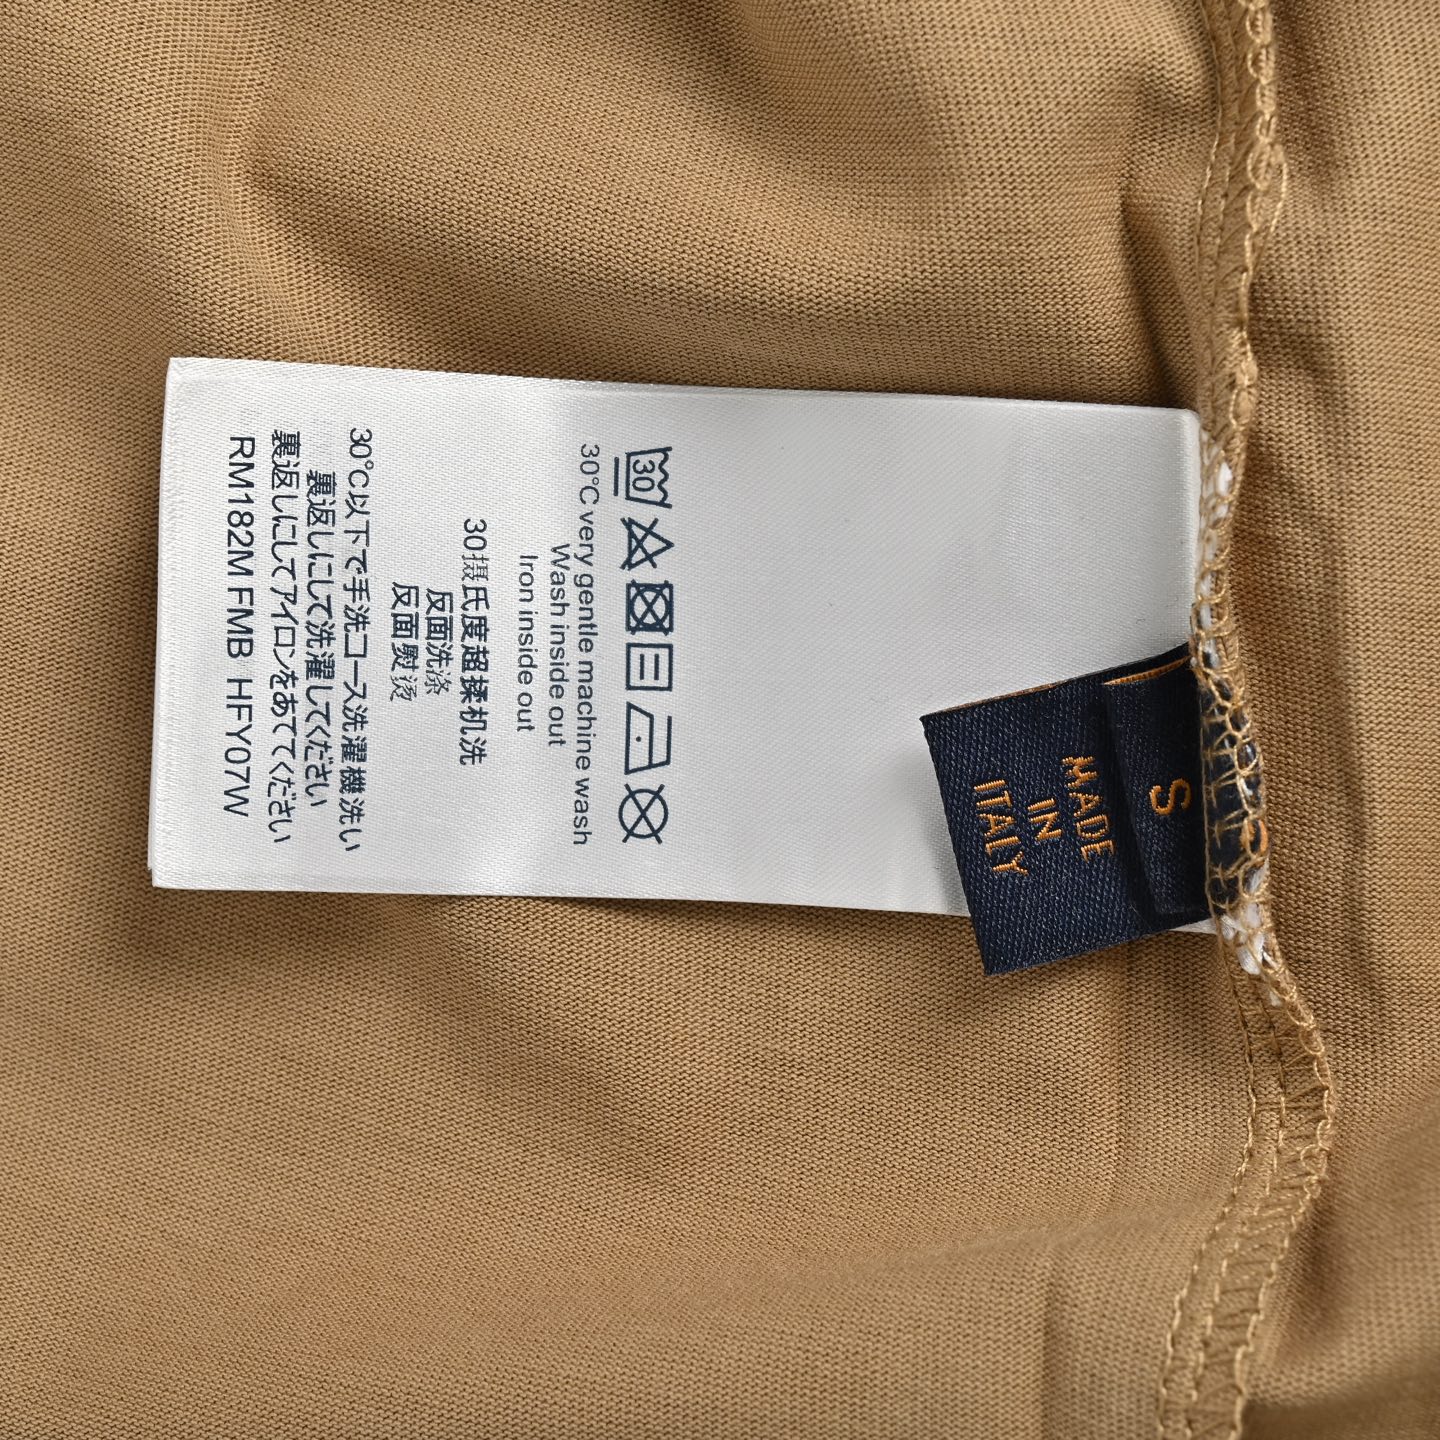 30
30°C very gentle machine wash
Wash inside out
Iron inside out
30摄氏度超揉机洗
反面洗涤
反面熨烫
30°C以下で手洗コース洗濯機洗い
裏返しにして洗濯してください
裏返しにしてアイロンをあててください
RM182M FMB HFY07W
S
MADE
IN
ITALY